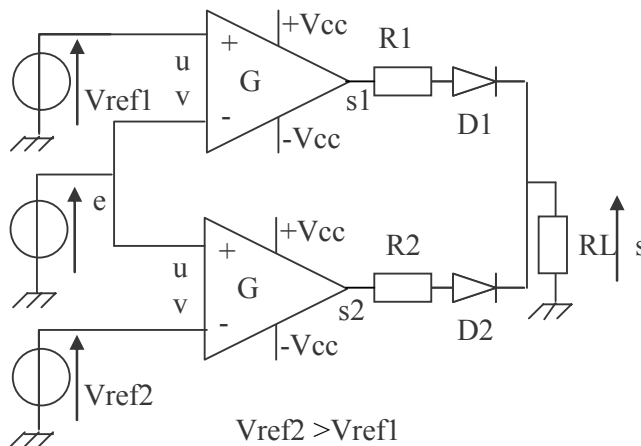 +Vcc
R1
+
u
G
v
Vref1
-
s1
D1
-Vcc
e
+Vcc
R2
+
u
RL
s
v
G
-
s2
D2
-Vcc
Vref2
Vref2 >Vref1